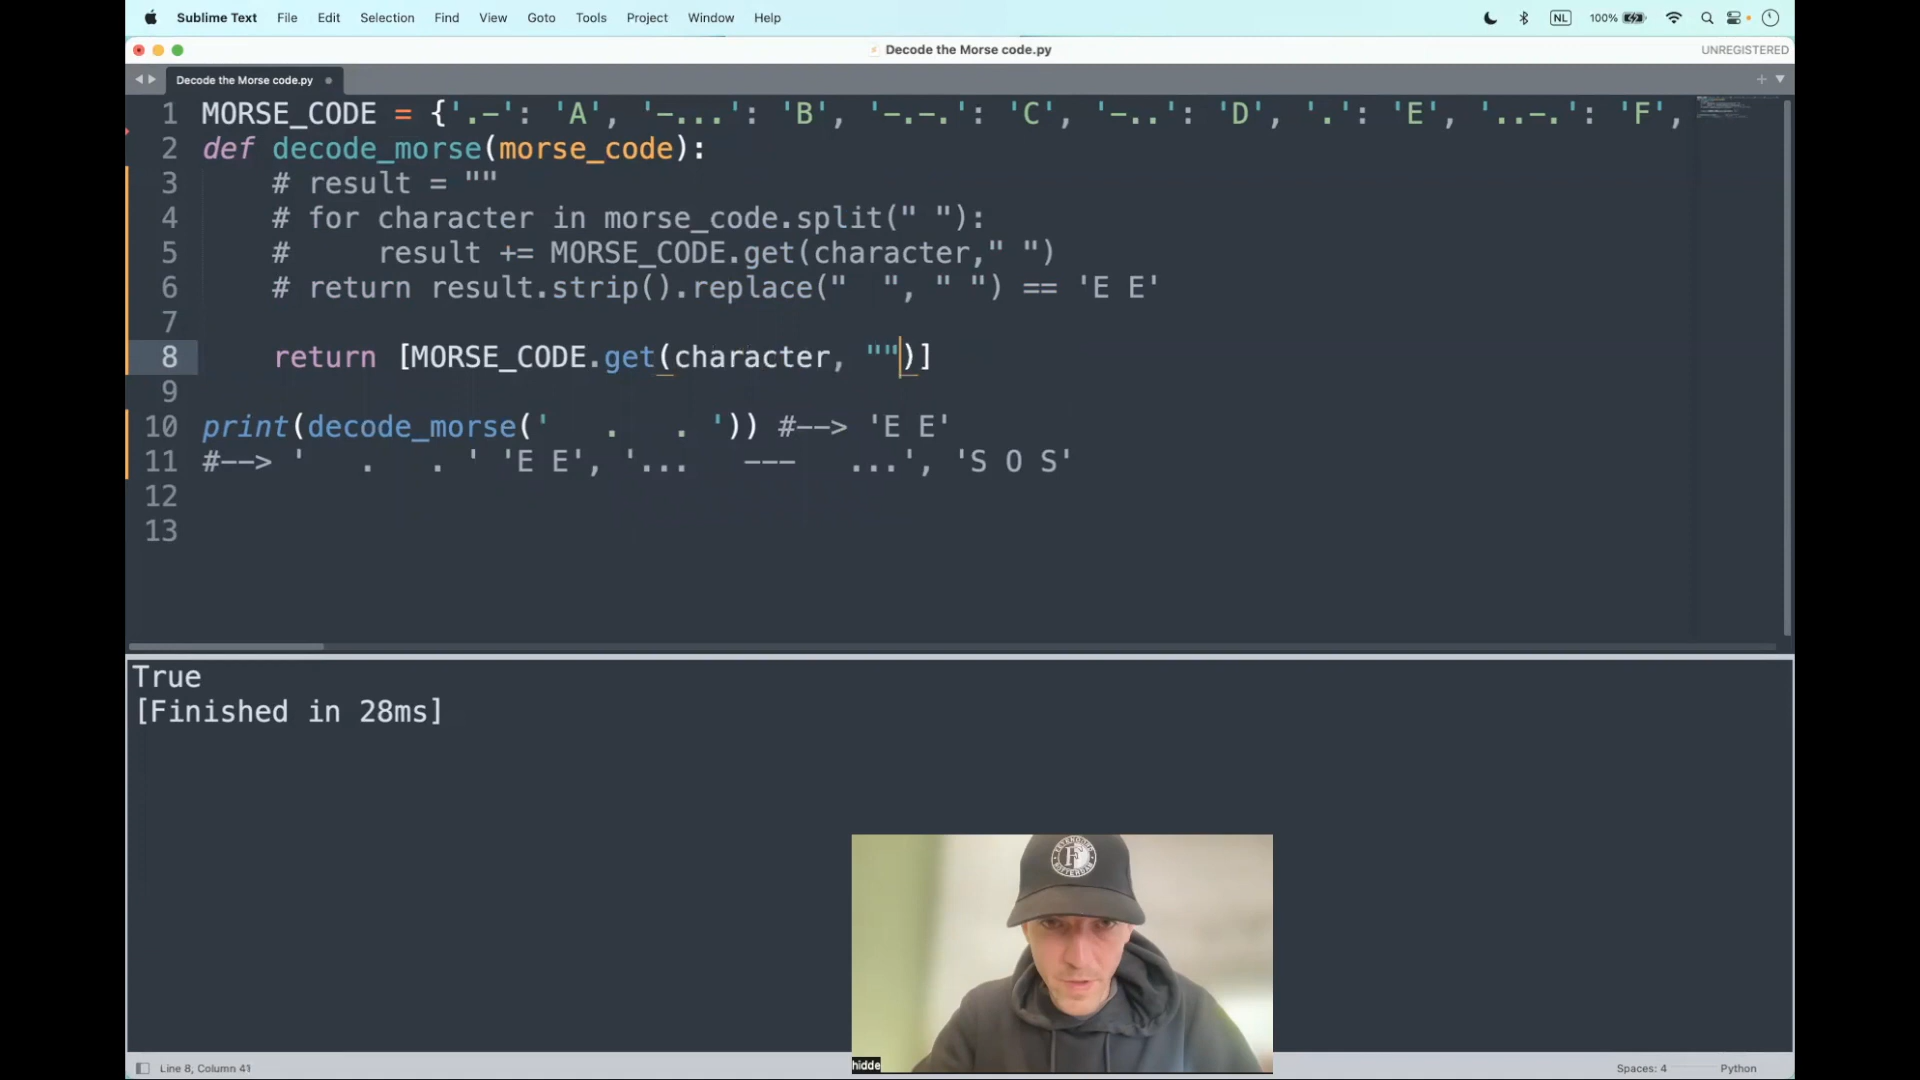 Sublime Text File Edit Selection Find View Goto Tools Project Window Help NL 100%
Decode the Morse code.py UNREGISTERED
Decode the Morse code.py
1 MORSE_CODE = {'.-': 'A', '-...': 'B', '-.-.': 'C', '-..': 'D', '.': 'E', '..-.': 'F',
2 def decode_morse(morse_code):
3 # result = ""
4 # for character in morse_code.split(" "):
5 #     result += MORSE_CODE.get(character," ")
6 # return result.strip().replace("  ", " ") == 'E E'
7
8 return [MORSE_CODE.get(character, "")]
9
10 print(decode_morse('   .   . ')) #--> 'E E'
11 #--> '   .   . ' 'E E', '...   ---   ...', 'S O S'
12
13
True
[Finished in 28ms]
F
hidde
Line 8, Column 41 Spaces: 4 Python